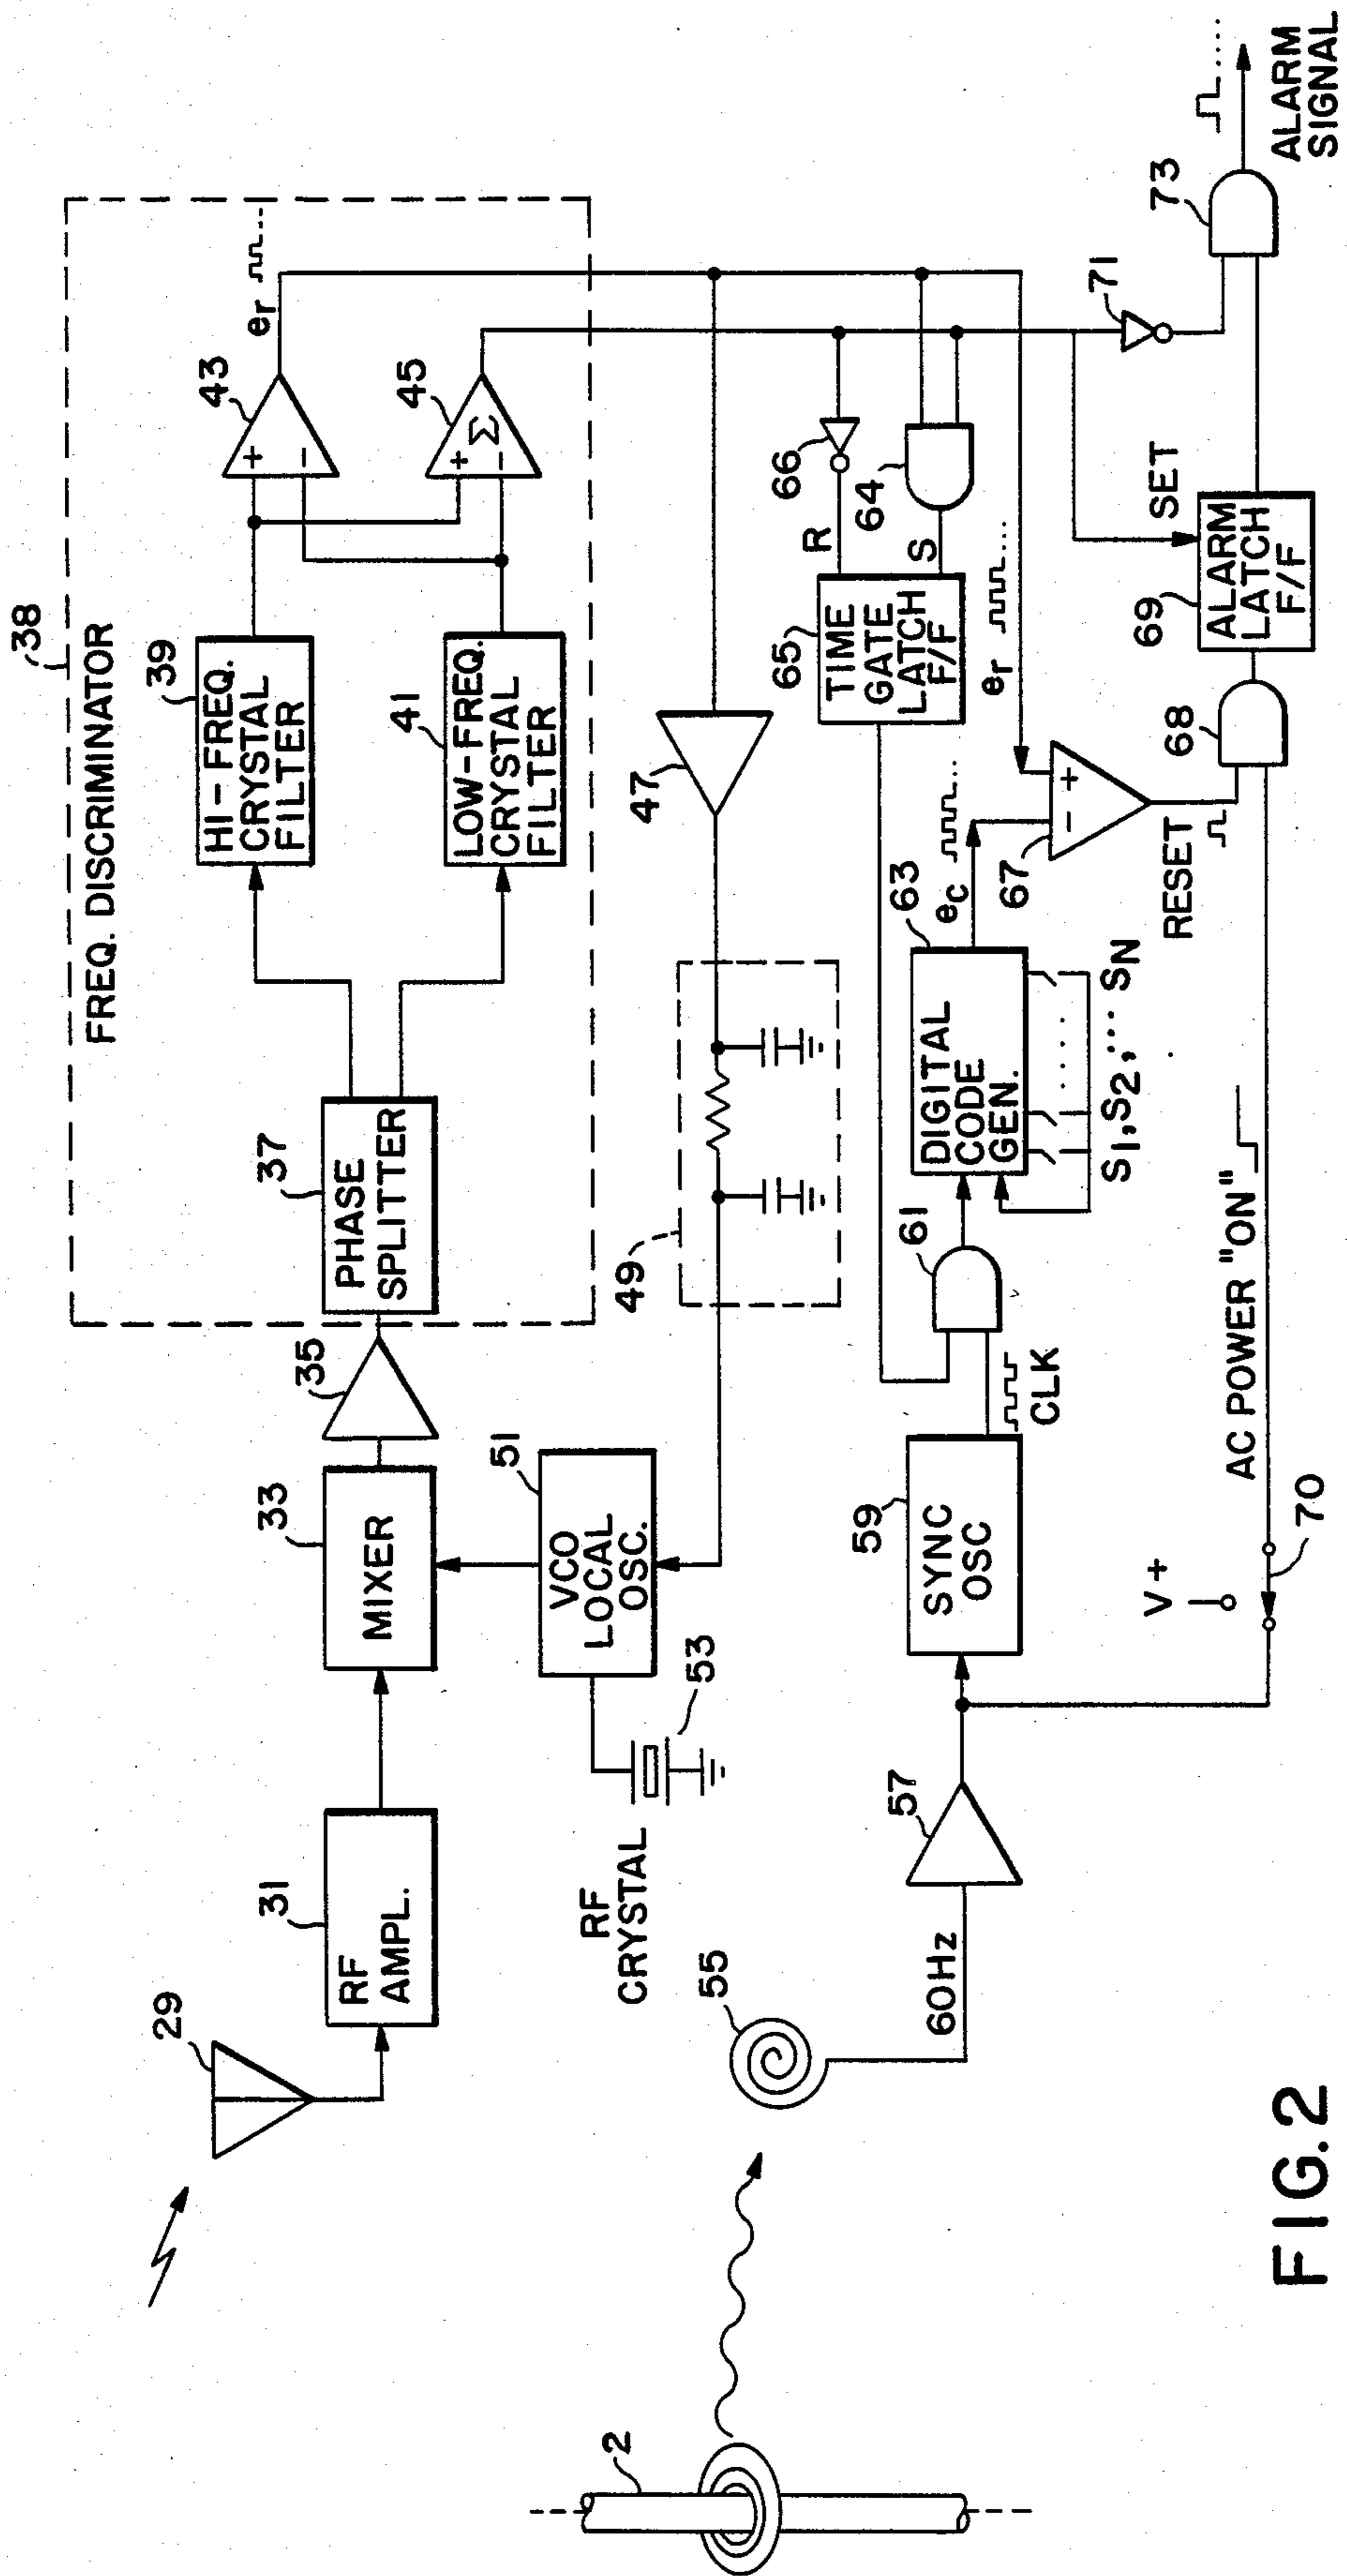 38
FREQ. DISCRIMINATOR
29
31
RF
AMPL.
33
MIXER
35
37
PHASE
SPLITTER
39
HI-FREQ.
CRYSTAL
FILTER
41
LOW-FREQ.
CRYSTAL
FILTER
43
+
−
er
45
+
Σ
−
47
49
51
VCO
LOCAL
OSC.
53
RF
CRYSTAL
2
55
60Hz
57
59
SYNC
OSC
CLK
61
63
DIGITAL
CODE
GEN.
S1,S2,... SN
ec
er
65
TIME
GATE
LATCH
F/F
R
S
66
64
67
−
+
RESET
68
69
ALARM
LATCH
F/F
SET
71
73
ALARM
SIGNAL
V+
70
AC POWER "ON"
FIG.2